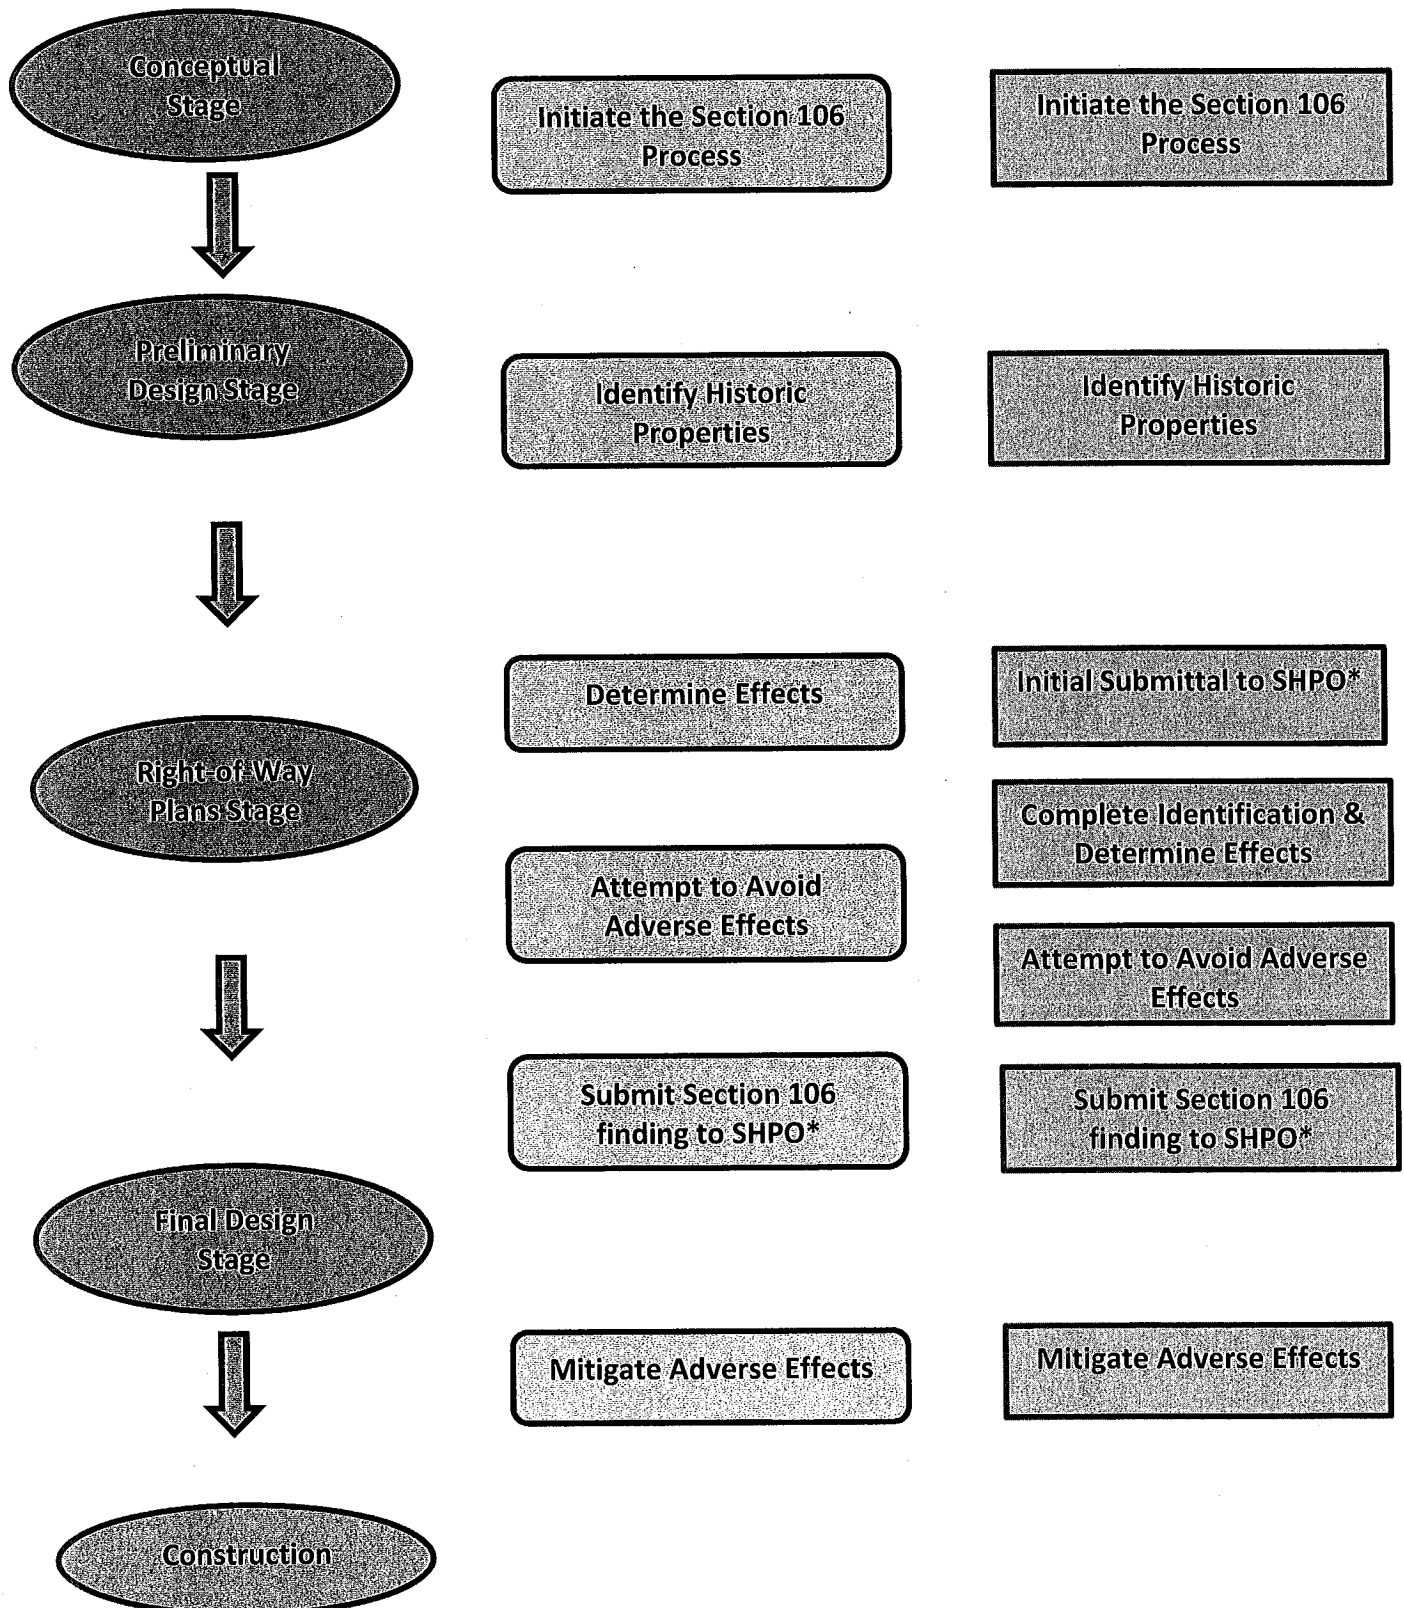 Conceptual
Stage
Initiate the Section 106
Process
Initiate the Section 106
Process
Preliminary
Design Stage
Identify Historic
Properties
Identify Historic
Properties
Determine Effects
Initial Submittal to SHPO*
Right-of-Way
Plans Stage
Complete Identification &
Determine Effects
Attempt to Avoid
Adverse Effects
Attempt to Avoid Adverse
Effects
Submit Section 106
finding to SHPO*
Submit Section 106
finding to SHPO*
Final Design
Stage
Mitigate Adverse Effects
Mitigate Adverse Effects
Construction